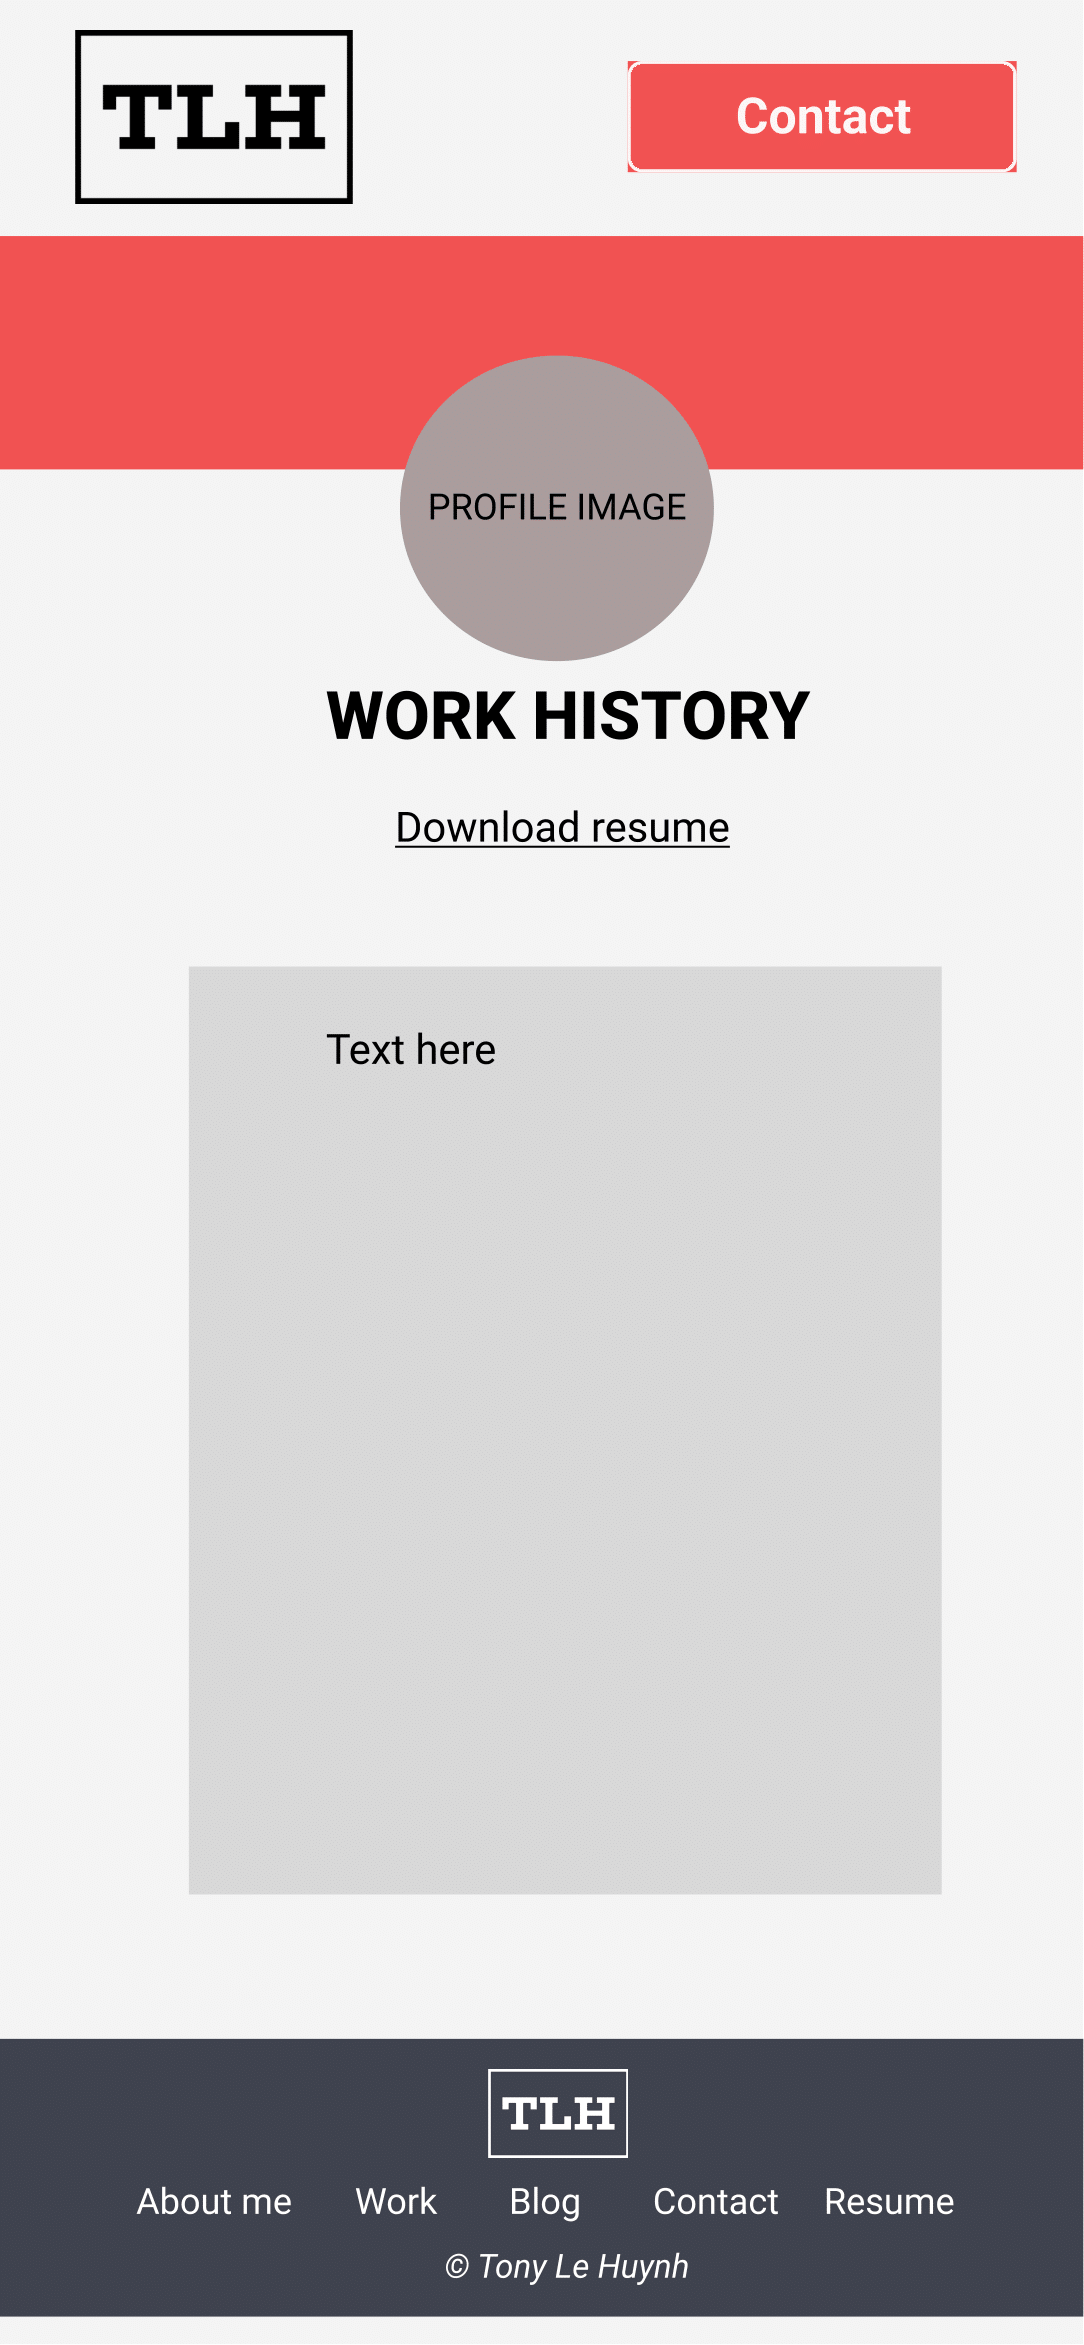 TLH
Contact
PROFILE IMAGE
WORK HISTORY
Download resume
Text here
TLH
About me Work Blog Contact Resume
© Tony Le Huynh